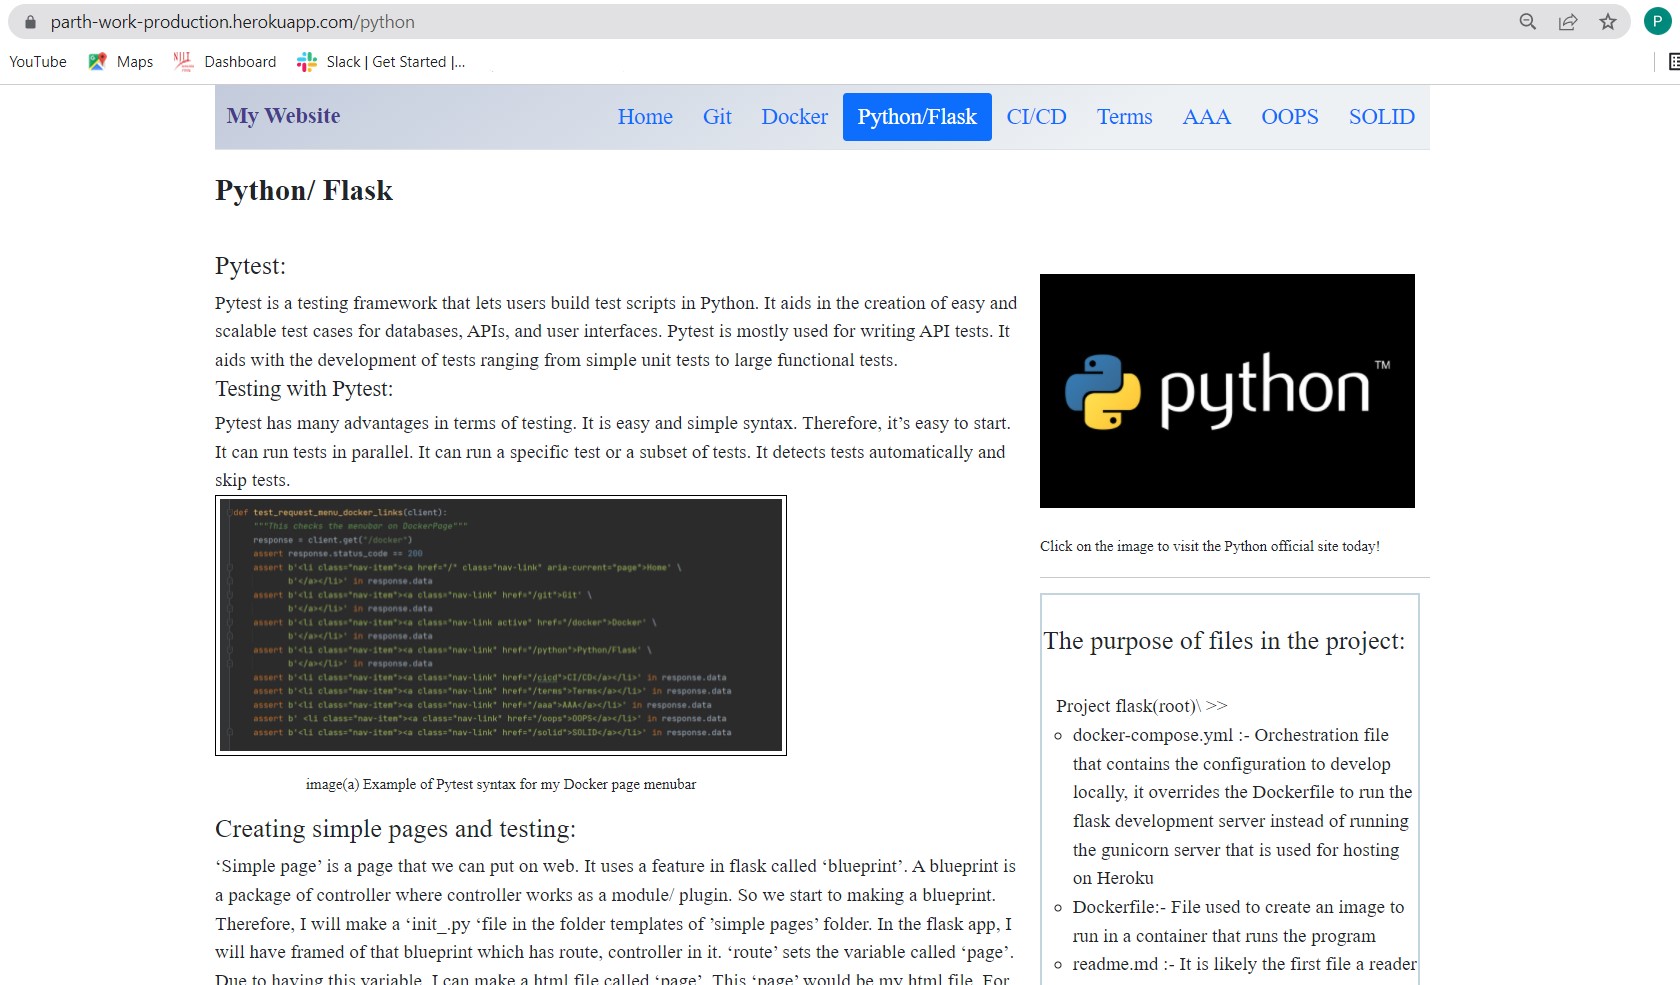 parth-work-production.herokuapp.com/python
P
YouTube Maps Dashboard Slack | Get Started |...
My Website Home Git Docker Python/Flask CI/CD Terms AAA OOPS SOLID
Python/ Flask
Pytest:
Pytest is a testing framework that lets users build test scripts in Python. It aids in the creation of easy and
scalable test cases for databases, APIs, and user interfaces. Pytest is mostly used for writing API tests. It
aids with the development of tests ranging from simple unit tests to large functional tests.
Testing with Pytest:
Pytest has many advantages in terms of testing. It is easy and simple syntax. Therefore, it’s easy to start.
It can run tests in parallel. It can run a specific test or a subset of tests. It detects tests automatically and
skip tests.
def test_request_menu_docker_links(client):
"""This checks the menubar on DockerPage"""
response = client.get("/docker")
assert response.status_code == 200
assert b'<li class="nav-item"><a href="/" class="nav-link" aria-current="page">Home' \
b'</a></li>' in response.data
assert b'<li class="nav-item"><a class="nav-link" href="/git">Git' \
b'</a></li>' in response.data
assert b'<li class="nav-item"><a class="nav-link active" href="/docker">Docker' \
b'</a></li>' in response.data
assert b'<li class="nav-item"><a class="nav-link" href="/python">Python/Flask' \
b'</a></li>' in response.data
assert b'<li class="nav-item"><a class="nav-link" href="/cicd">CI/CD</a></li>' in response.data
assert b'<li class="nav-item"><a class="nav-link" href="/terms">Terms</a></li>' in response.data
assert b'<li class="nav-item"><a class="nav-link" href="/aaa">AAA</a></li>' in response.data
assert b' <li class="nav-item"><a class="nav-link" href="/oops">OOPS</a></li>' in response.data
assert b'<li class="nav-item"><a class="nav-link" href="/solid">SOLID</a></li>' in response.data
image(a) Example of Pytest syntax for my Docker page menubar
Creating simple pages and testing:
‘Simple page’ is a page that we can put on web. It uses a feature in flask called ‘blueprint’. A blueprint is
a package of controller where controller works as a module/ plugin. So we start to making a blueprint.
Therefore, I will make a ‘init_.py ‘file in the folder templates of ’simple pages’ folder. In the flask app, I
will have framed of that blueprint which has route, controller in it. ‘route’ sets the variable called ‘page’.
Due to having this variable, I can make a html file called ‘page’. This ‘page’ would be my html file. For
python TM
Click on the image to visit the Python official site today!
The purpose of files in the project:
Project flask(root)\ >>
docker-compose.yml :- Orchestration file
that contains the configuration to develop
locally, it overrides the Dockerfile to run the
flask development server instead of running
the gunicorn server that is used for hosting
on Heroku
Dockerfile:- File used to create an image to
run in a container that runs the program
readme.md :- It is likely the first file a reader